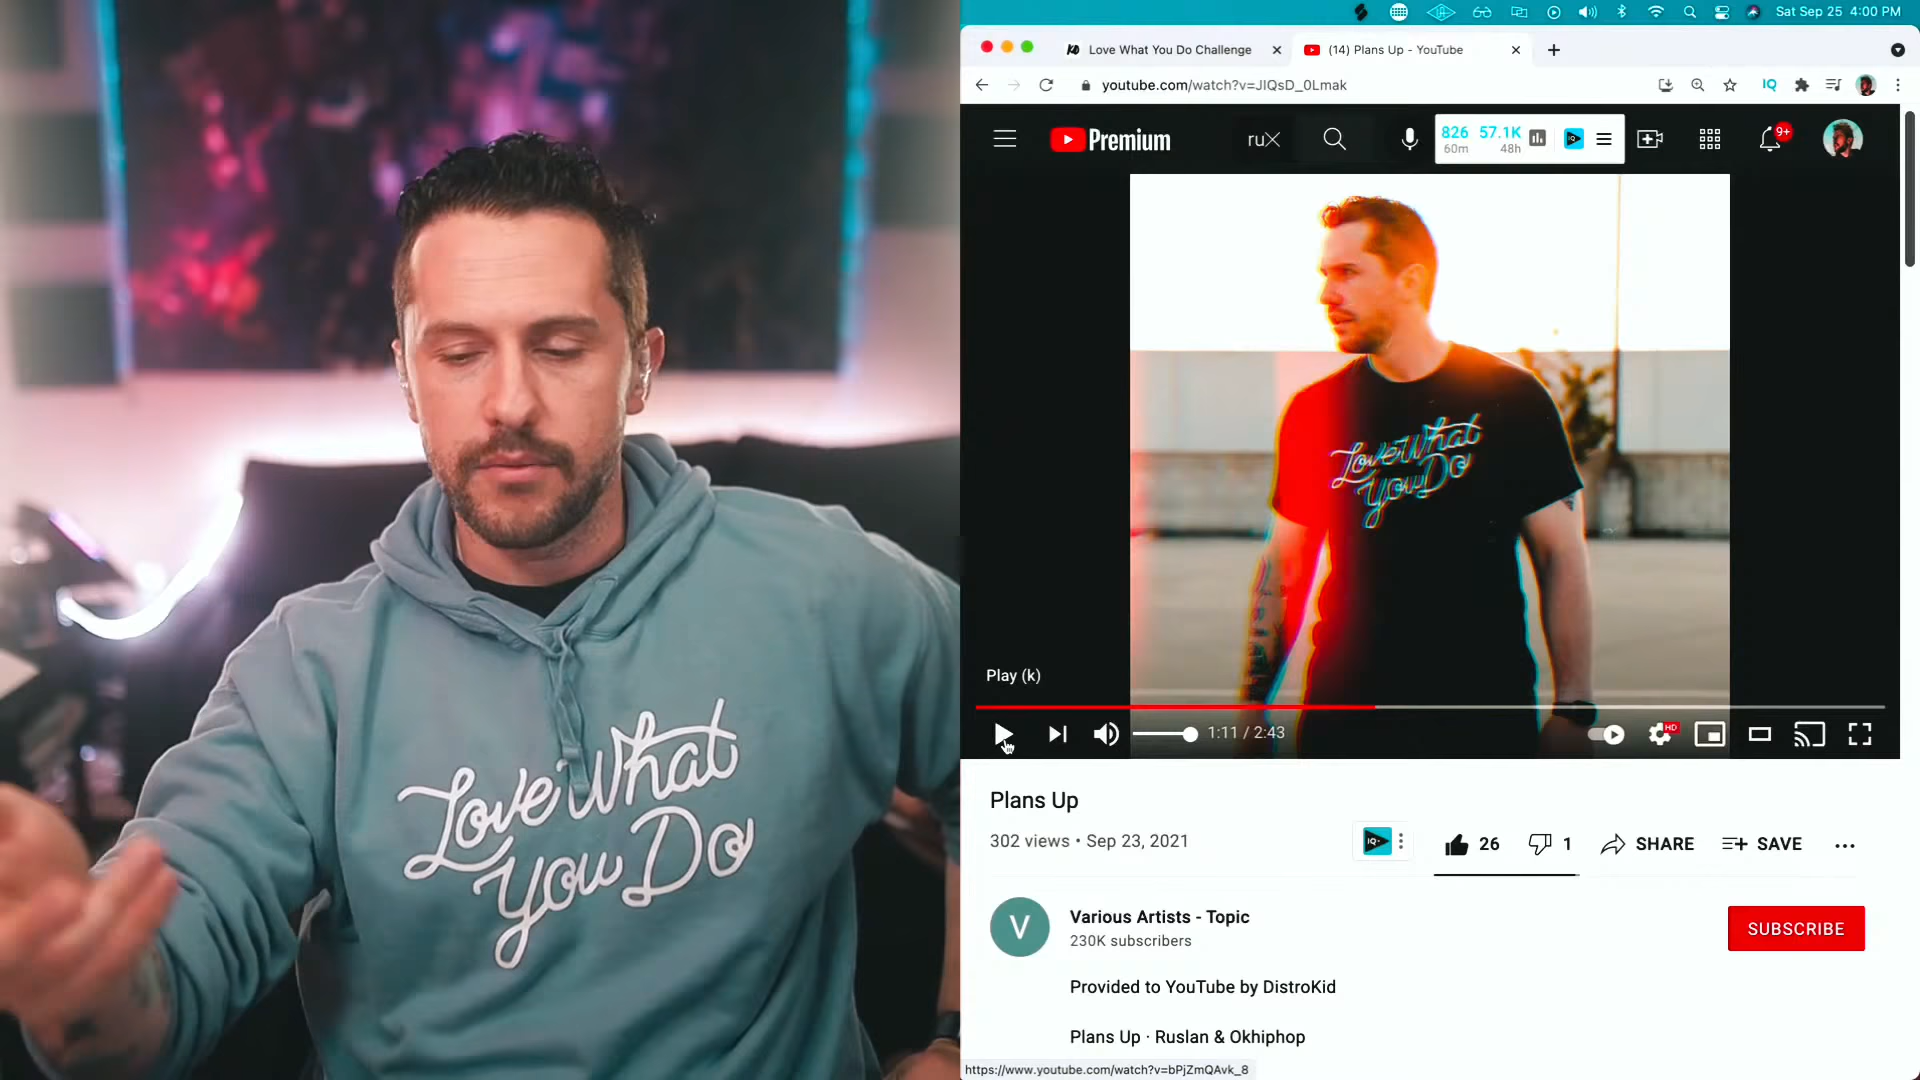 Sat Sep 25 4:00 PM
Love What You Do Challenge
(14) Plans Up - YouTube
youtube.com/watch?v=JIQsD_0Lmak
IQ
Premium
ru
826 57.1K
60m 48h
9+
Love What
You Do
Play (k)
1:11 / 2:43
HD
Love What
You Do
Plans Up
302 views • Sep 23, 2021
IQ
26
1
SHARE
SAVE
V
Various Artists - Topic
230K subscribers
SUBSCRIBE
Provided to YouTube by DistroKid
Plans Up · Ruslan & Okhiphop
https://www.youtube.com/watch?v=bPjZmQAvk_8